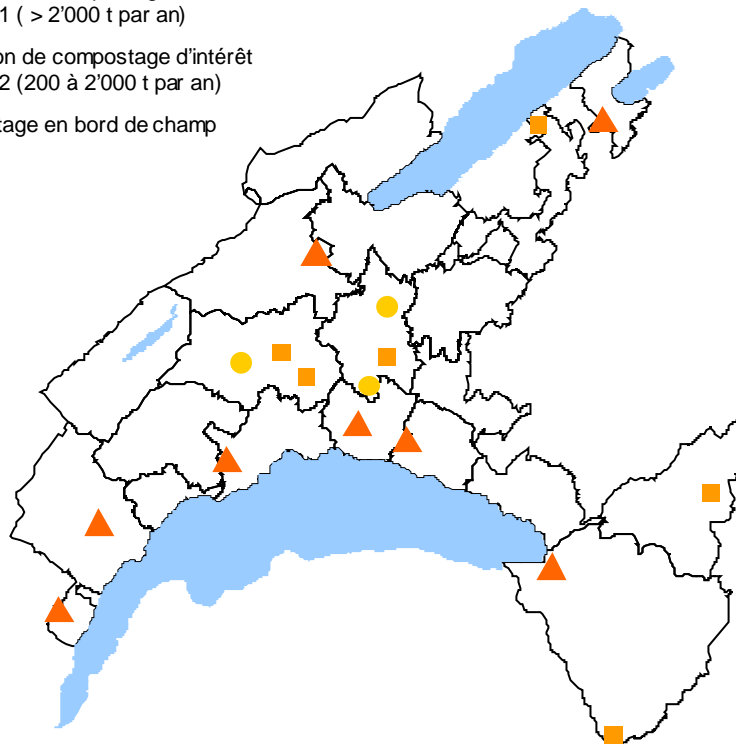 1 ( > 2'000 t par an)
on de compostage d'intérêt
2 (200 à 2'000 t par an)
tage en bord de champ